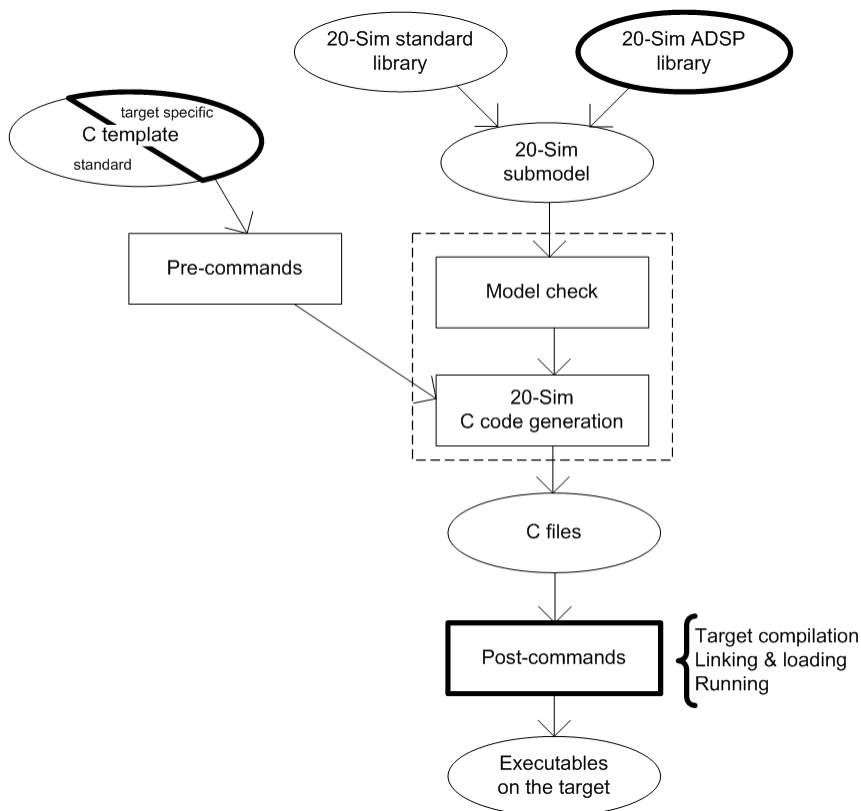 20-Sim standard
library
20-Sim ADSP
library
target specific
C template
standard
20-Sim
submodel
Pre-commands
Model check
20-Sim
C code generation
C files
Post-commands
Target compilation
Linking & loading
Running
Executables
on the target